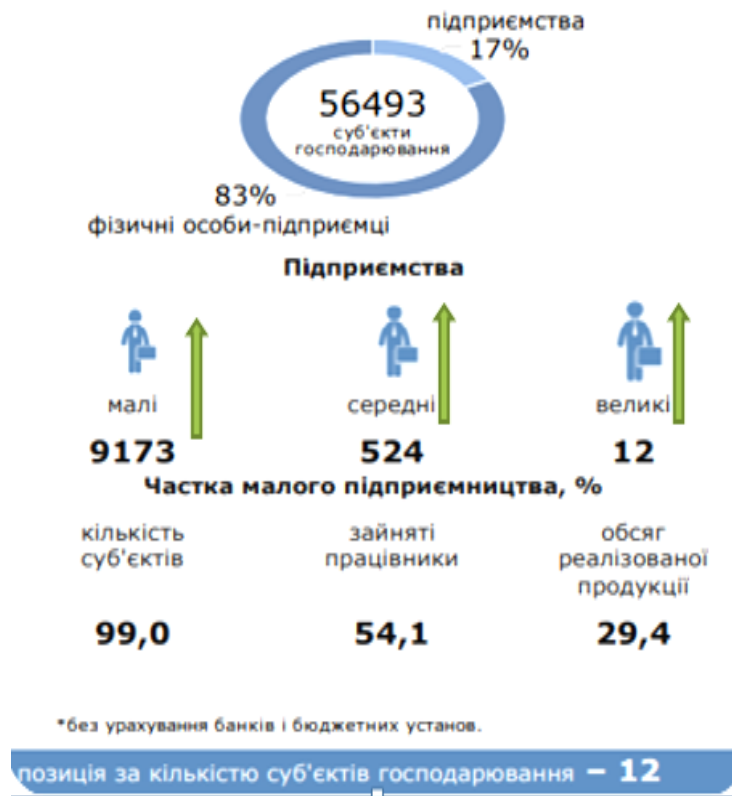 підприємства
17%
56493
суб'єкти
господарювання
83%
фізичні особи-підприємці
Підприємства
малі середні великі
9173 524 12
Частка малого підприємництва, %
кількість зайняті обсяг
суб'єктів працівники реалізованої
продукції
99,0 54,1 29,4
*без урахування банків і бюджетних установ.
позиція за кількістю суб'єктів господарювання – 12